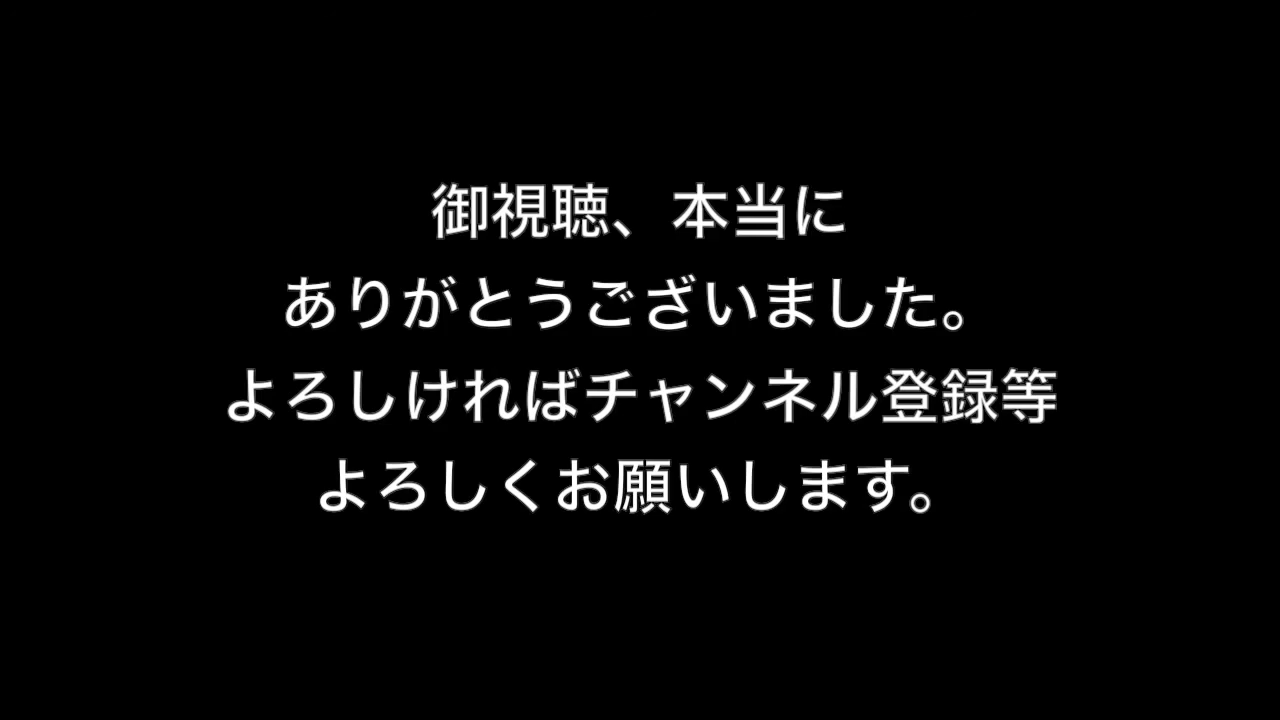 御視聴、本当に
ありがとうございました。
よろしければチャンネル登録等
よろしくお願いします。